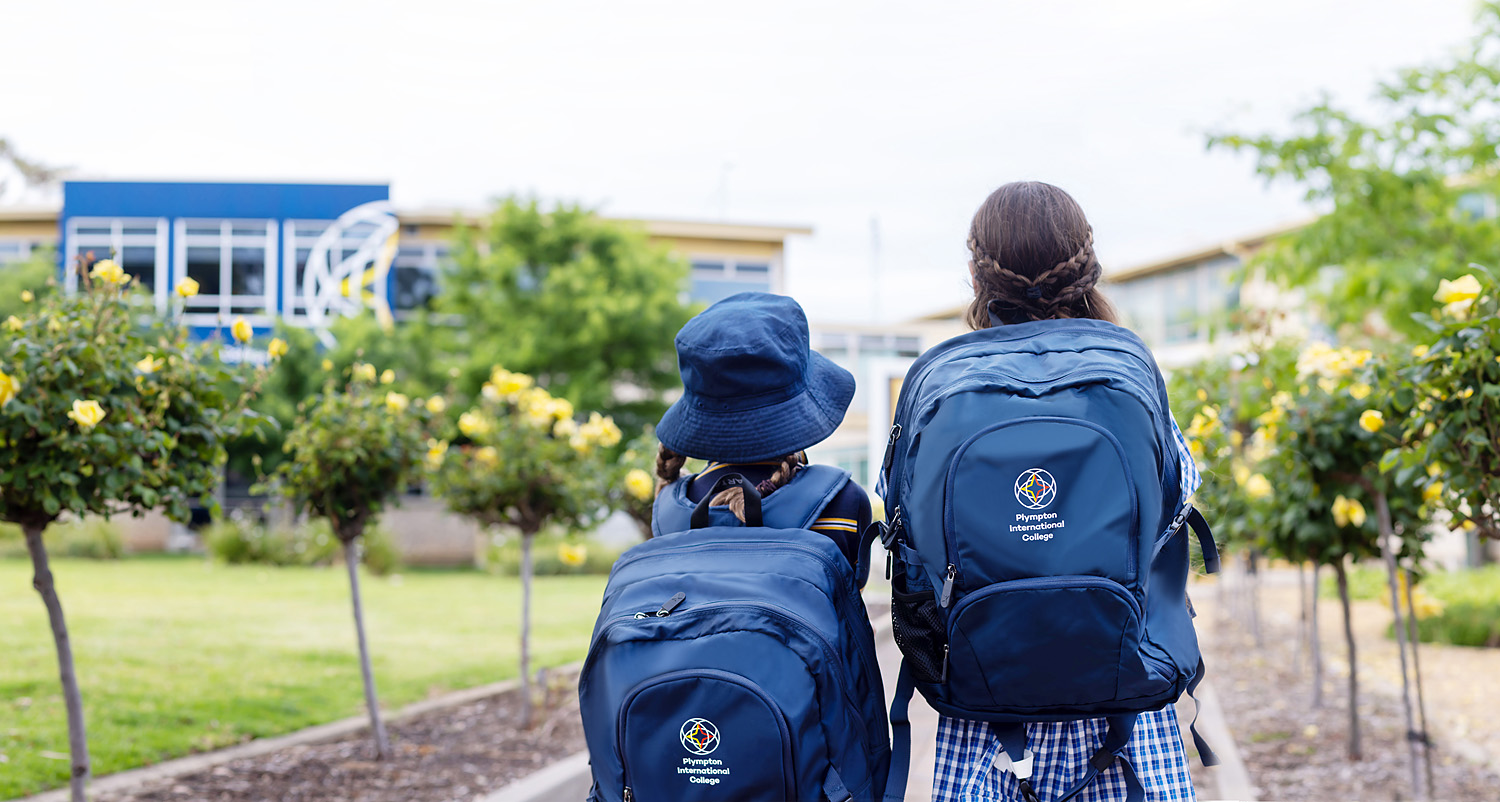 Plympton
International
College
Plympton
International
College